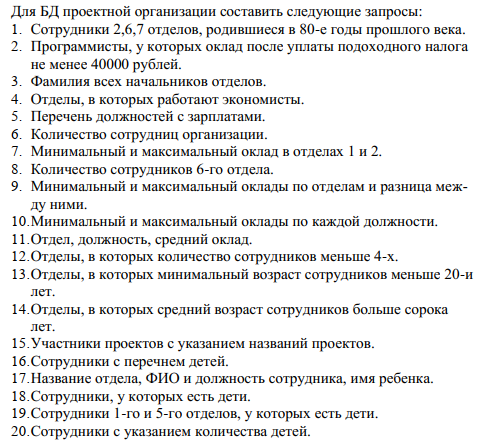 Для БД проектной организации составить следующие запросы:
1. Сотрудники 2,6,7 отделов, родившиеся в 80-е годы прошлого века.
2. Программисты, у которых оклад после уплаты подоходного налога
не менее 40000 рублей.
3. Фамилия всех начальников отделов.
4. Отделы, в которых работают экономисты.
5. Перечень должностей с зарплатами.
6. Количество сотрудниц организации.
7. Минимальный и максимальный оклад в отделах 1 и 2.
8. Количество сотрудников 6-го отдела.
9. Минимальный и максимальный оклады по отделам и разница меж-
ду ними.
10. Минимальный и максимальный оклады по каждой должности.
11. Отдел, должность, средний оклад.
12. Отделы, в которых количество сотрудников меньше 4-х.
13. Отделы, в которых минимальный возраст сотрудников меньше 20-и
лет.
14. Отделы, в которых средний возраст сотрудников больше сорока
лет.
15. Участники проектов с указанием названий проектов.
16. Сотрудники с перечнем детей.
17. Название отдела, ФИО и должность сотрудника, имя ребенка.
18. Сотрудники, у которых есть дети.
19. Сотрудники 1-го и 5-го отделов, у которых есть дети.
20. Сотрудники с указанием количества детей.